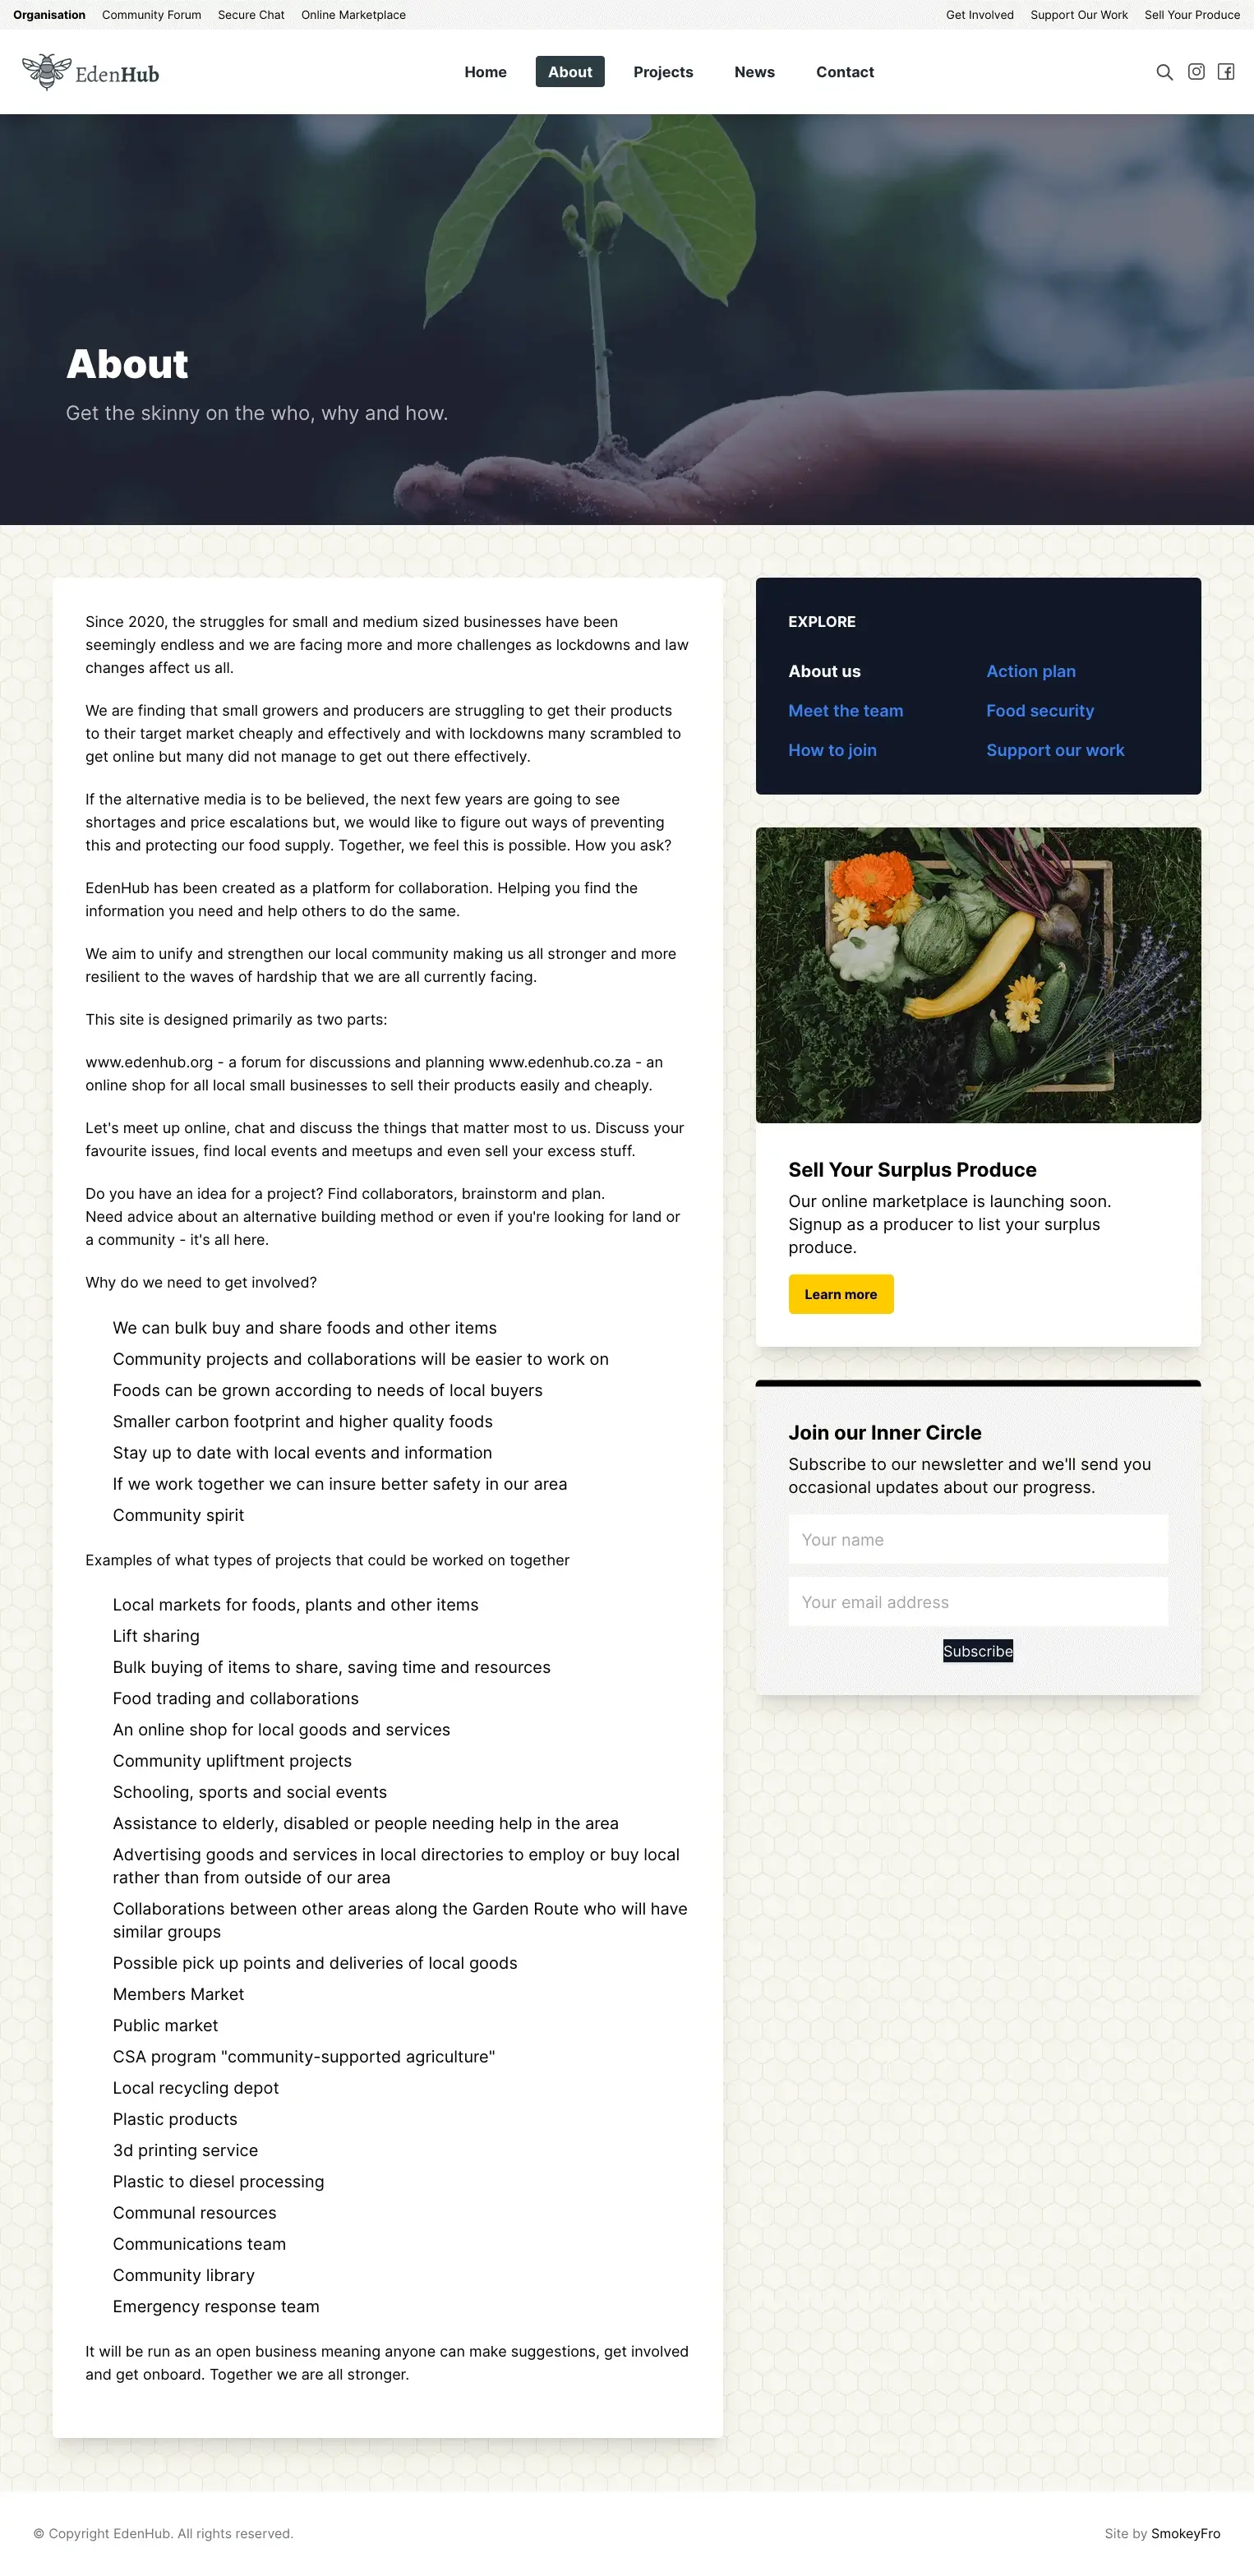 Organisation Community Forum Secure Chat Online Marketplace Get Involved Support Our Work Sell Your Produce
EdenHub Home About Projects News Contact
About
Get the skinny on the who, why and how.
Since 2020, the struggles for small and medium sized businesses have been
seemingly endless and we are facing more and more challenges as lockdowns and law
changes affect us all.
We are finding that small growers and producers are struggling to get their products
to their target market cheaply and effectively and with lockdowns many scrambled to
get online but many did not manage to get out there effectively.
If the alternative media is to be believed, the next few years are going to see
shortages and price escalations but, we would like to figure out ways of preventing
this and protecting our food supply. Together, we feel this is possible. How you ask?
EdenHub has been created as a platform for collaboration. Helping you find the
information you need and help others to do the same.
We aim to unify and strengthen our local community making us all stronger and more
resilient to the waves of hardship that we are all currently facing.
This site is designed primarily as two parts:
www.edenhub.org - a forum for discussions and planning www.edenhub.co.za - an
online shop for all local small businesses to sell their products easily and cheaply.
Let's meet up online, chat and discuss the things that matter most to us. Discuss your
favourite issues, find local events and meetups and even sell your excess stuff.
Do you have an idea for a project? Find collaborators, brainstorm and plan.
Need advice about an alternative building method or even if you're looking for land or
a community - it's all here.
Why do we need to get involved?
We can bulk buy and share foods and other items
Community projects and collaborations will be easier to work on
Foods can be grown according to needs of local buyers
Smaller carbon footprint and higher quality foods
Stay up to date with local events and information
If we work together we can insure better safety in our area
Community spirit
Examples of what types of projects that could be worked on together
Local markets for foods, plants and other items
Lift sharing
Bulk buying of items to share, saving time and resources
Food trading and collaborations
An online shop for local goods and services
Community upliftment projects
Schooling, sports and social events
Assistance to elderly, disabled or people needing help in the area
Advertising goods and services in local directories to employ or buy local
rather than from outside of our area
Collaborations between other areas along the Garden Route who will have
similar groups
Possible pick up points and deliveries of local goods
Members Market
Public market
CSA program "community-supported agriculture"
Local recycling depot
Plastic products
3d printing service
Plastic to diesel processing
Communal resources
Communications team
Community library
Emergency response team
It will be run as an open business meaning anyone can make suggestions, get involved
and get onboard. Together we are all stronger.
EXPLORE
About us Action plan
Meet the team Food security
How to join Support our work
Sell Your Surplus Produce
Our online marketplace is launching soon.
Signup as a producer to list your surplus
produce.
Learn more
Join our Inner Circle
Subscribe to our newsletter and we'll send you
occasional updates about our progress.
Your name
Your email address
Subscribe
© Copyright EdenHub. All rights reserved. Site by SmokeyFro